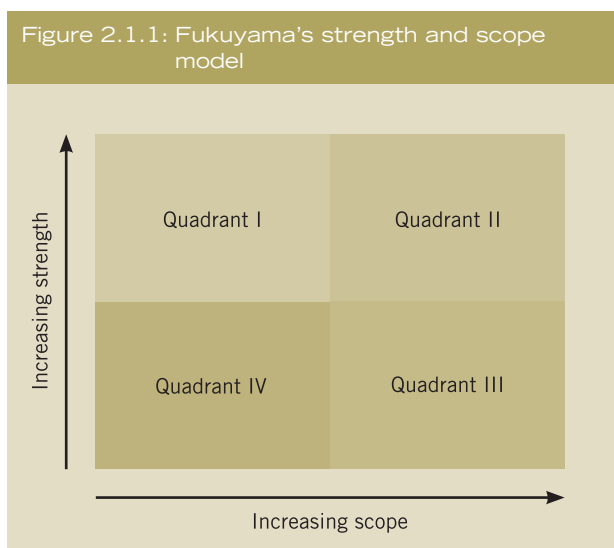 Figure 2.1.1: Fukuyama's strength and scope
model
Increasing strength
Quadrant I
Quadrant II
Quadrant IV
Quadrant III
Increasing scope